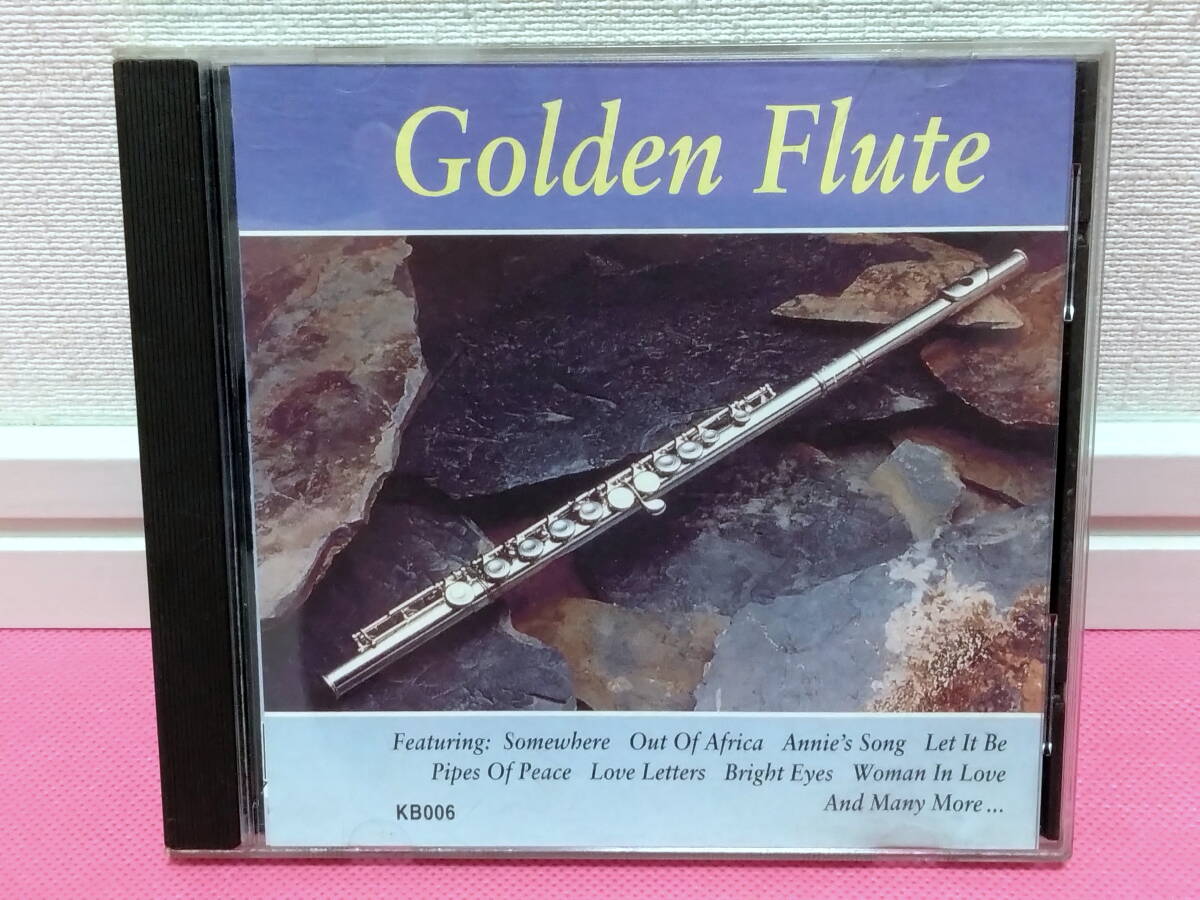 Golden Flute
Featuring: Somewhere Out Of Africa Annie's Song Let It Be
Pipes Of Peace Love Letters Bright Eyes Woman In Love
And Many More...
KB006